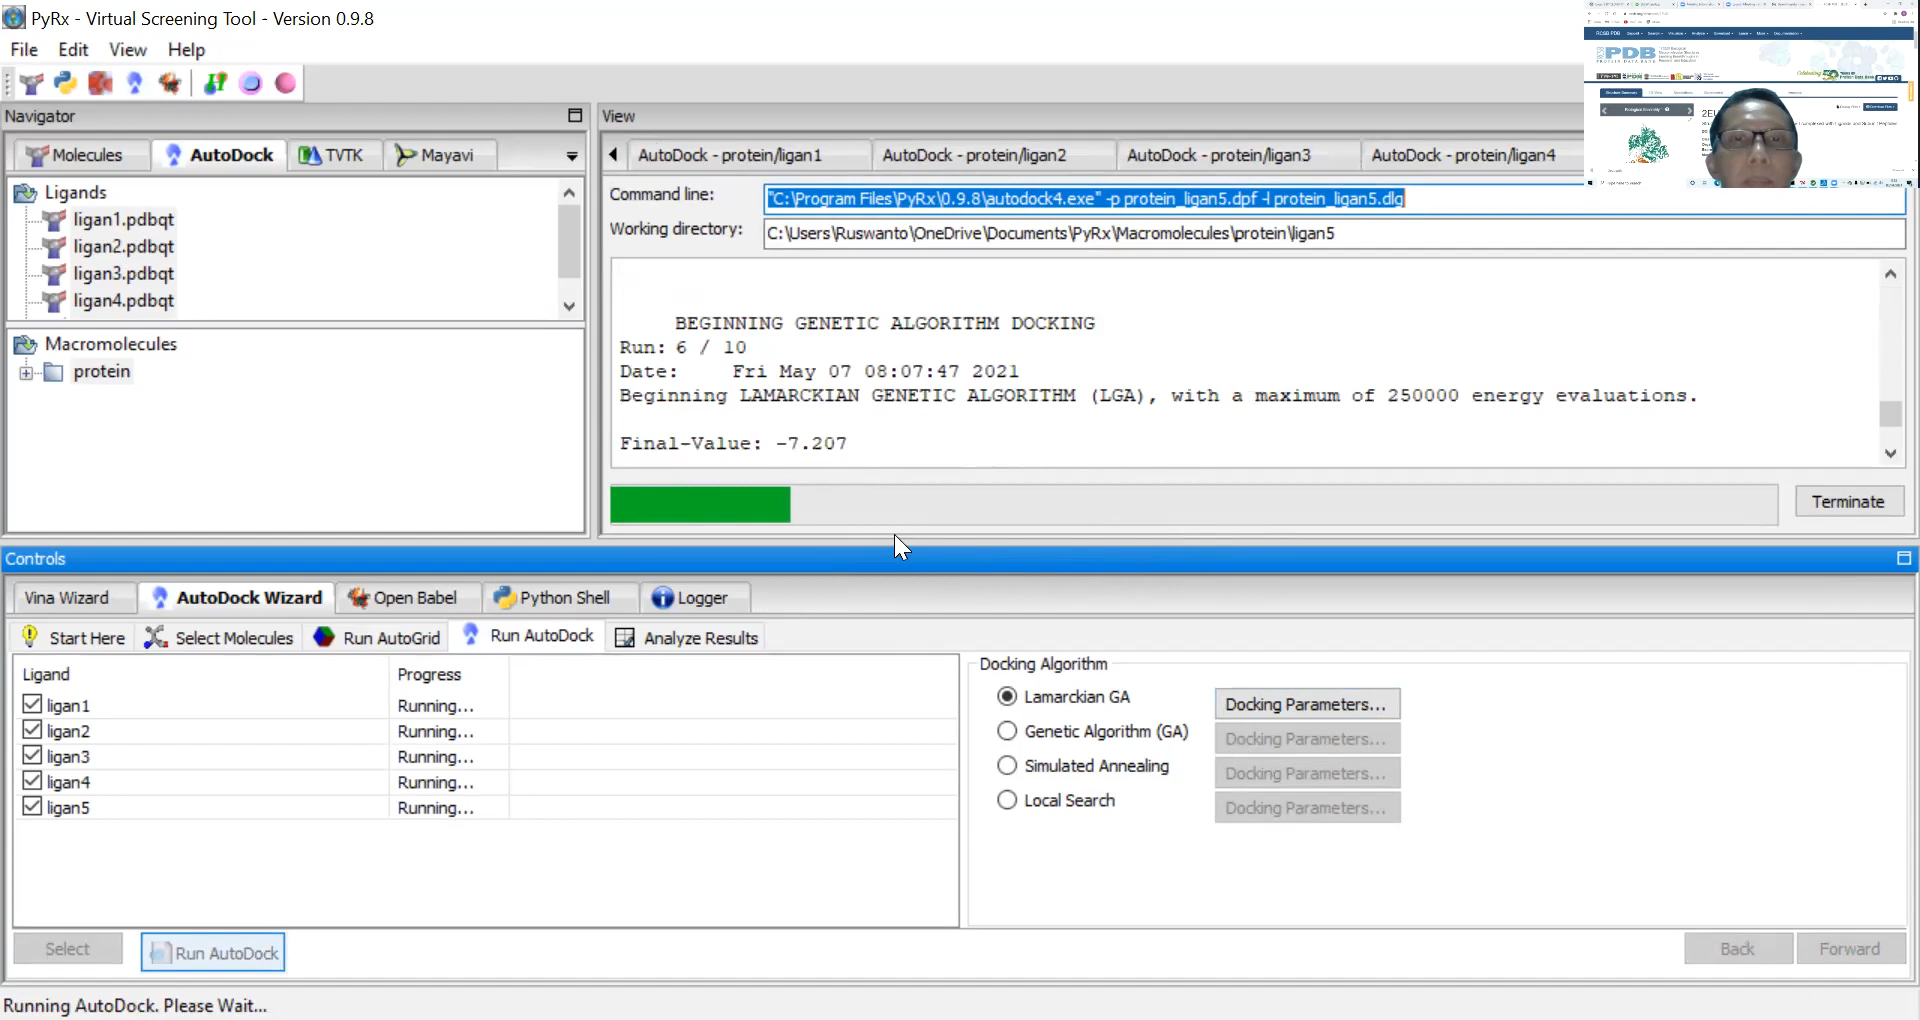 PyRx - Virtual Screening Tool - Version 0.9.8
File Edit View Help
Navigator
Molecules AutoDock TVTK Mayavi
Ligands
ligan1.pdbqt
ligan2.pdbqt
ligan3.pdbqt
ligan4.pdbqt
Macromolecules
protein
View
AutoDock - protein/ligan1 AutoDock - protein/ligan2 AutoDock - protein/ligan3 AutoDock - protein/ligan4
Command line: "C:\Program Files\PyRx\0.9.8\autodock4.exe" -p protein_ligan5.dpf -l protein_ligan5.dlg
Working directory: C:\Users\Ruswanto\OneDrive\Documents\PyRx\Macromolecules\protein\ligan5
BEGINNING GENETIC ALGORITHM DOCKING
Run: 6 / 10
Date: Fri May 07 08:07:47 2021
Beginning LAMARCKIAN GENETIC ALGORITHM (LGA), with a maximum of 250000 energy evaluations.
Final-Value: -7.207
Terminate
RCSB PDB
PDB
PROTEIN DATA BANK
Controls
Vina Wizard AutoDock Wizard Open Babel Python Shell Logger
Start Here Select Molecules Run AutoGrid Run AutoDock Analyze Results
Ligand Progress
ligan1 Running...
ligan2 Running...
ligan3 Running...
ligan4 Running...
ligan5 Running...
Docking Algorithm
Lamarckian GA Docking Parameters...
Genetic Algorithm (GA) Docking Parameters...
Simulated Annealing Docking Parameters...
Local Search Docking Parameters...
Select Run AutoDock Back Forward
Running AutoDock. Please Wait...